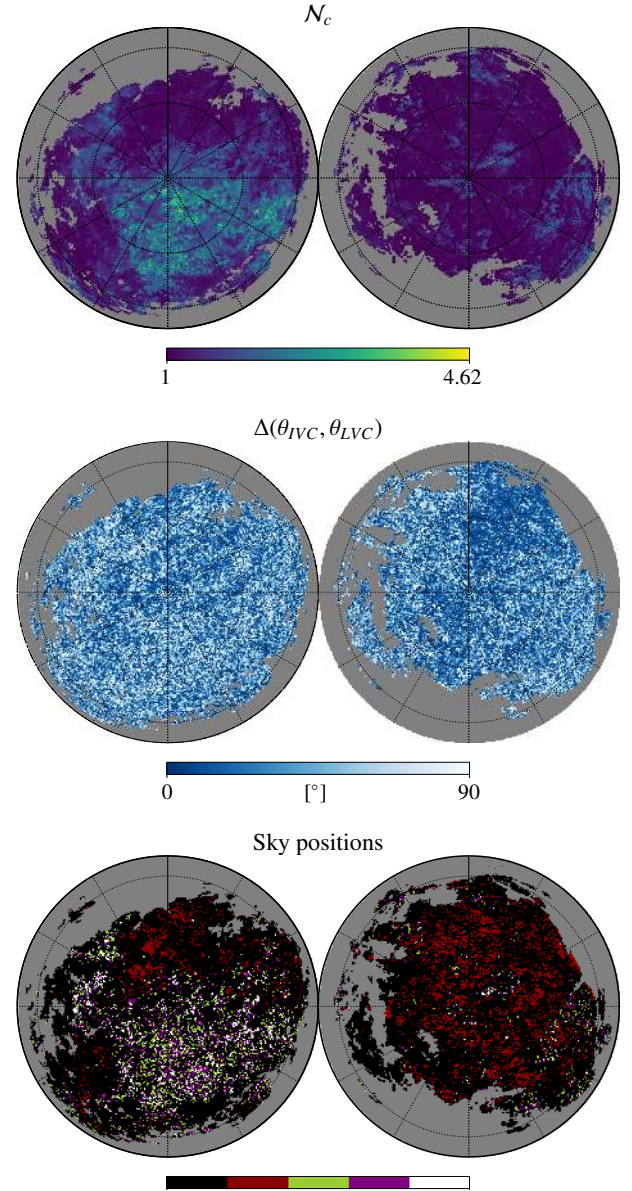 𝒩c
1 4.62
Δ(θIVC, θLVC)
0 [°] 90
Sky positions